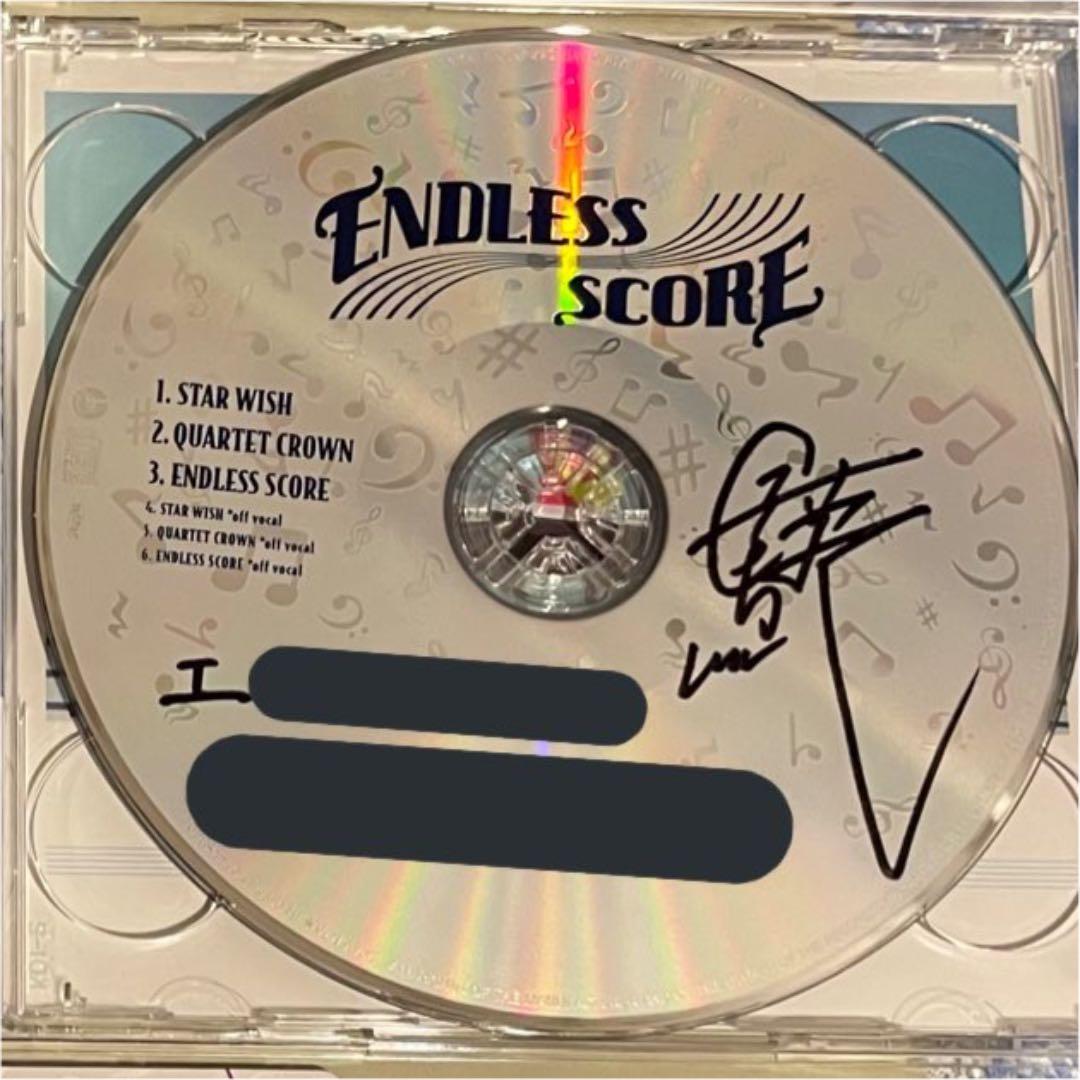 ENDLESS
SCORE
1. STAR WISH
2. QUARTET CROWN
3. ENDLESS SCORE
4. STAR WISH *off vocal
5. QUARTET CROWN *off vocal
6. ENDLESS SCORE *off vocal
エ